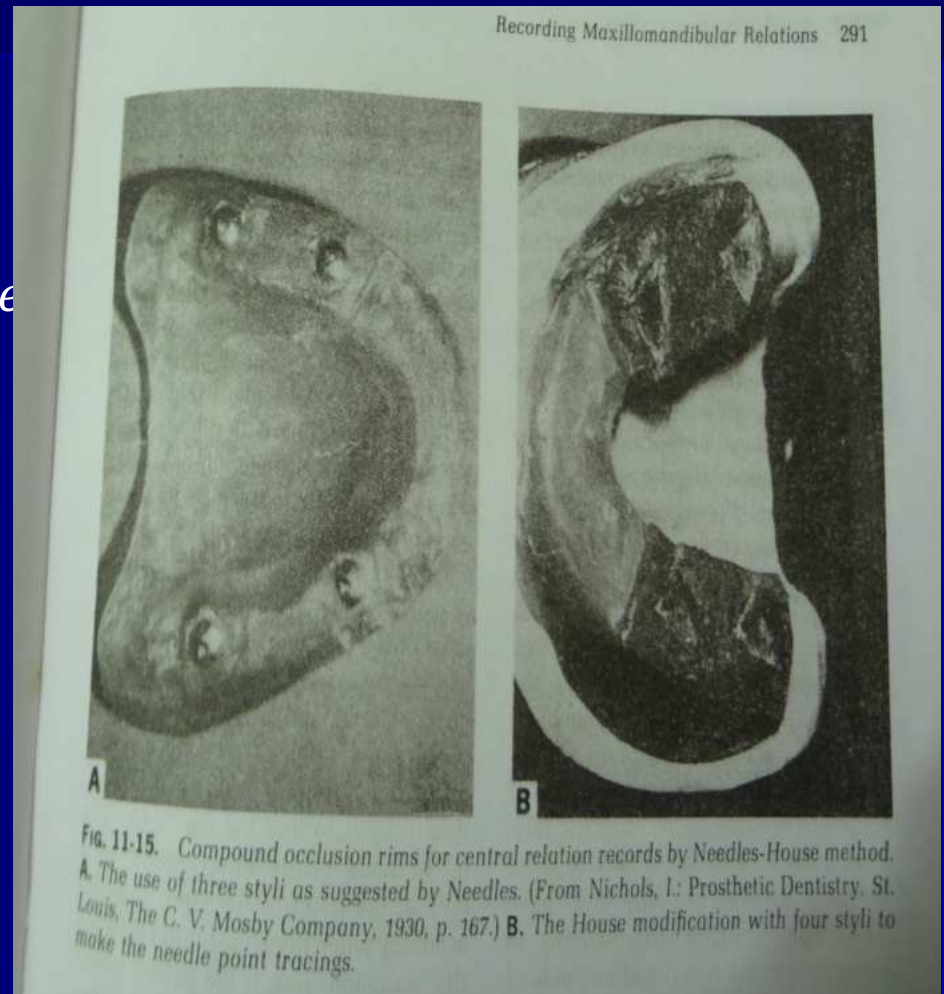 Recording Maxillomandibular Relations 291
e
A
B
Fig. 11-15. Compound occlusion rims for central relation records by Needles-House method.
A. The use of three styli as suggested by Needles. (From Nichols, I.: Prosthetic Dentistry. St.
Louis, The C. V. Mosby Company, 1930, p. 167.) B. The House modification with four styli to
make the needle point tracings.